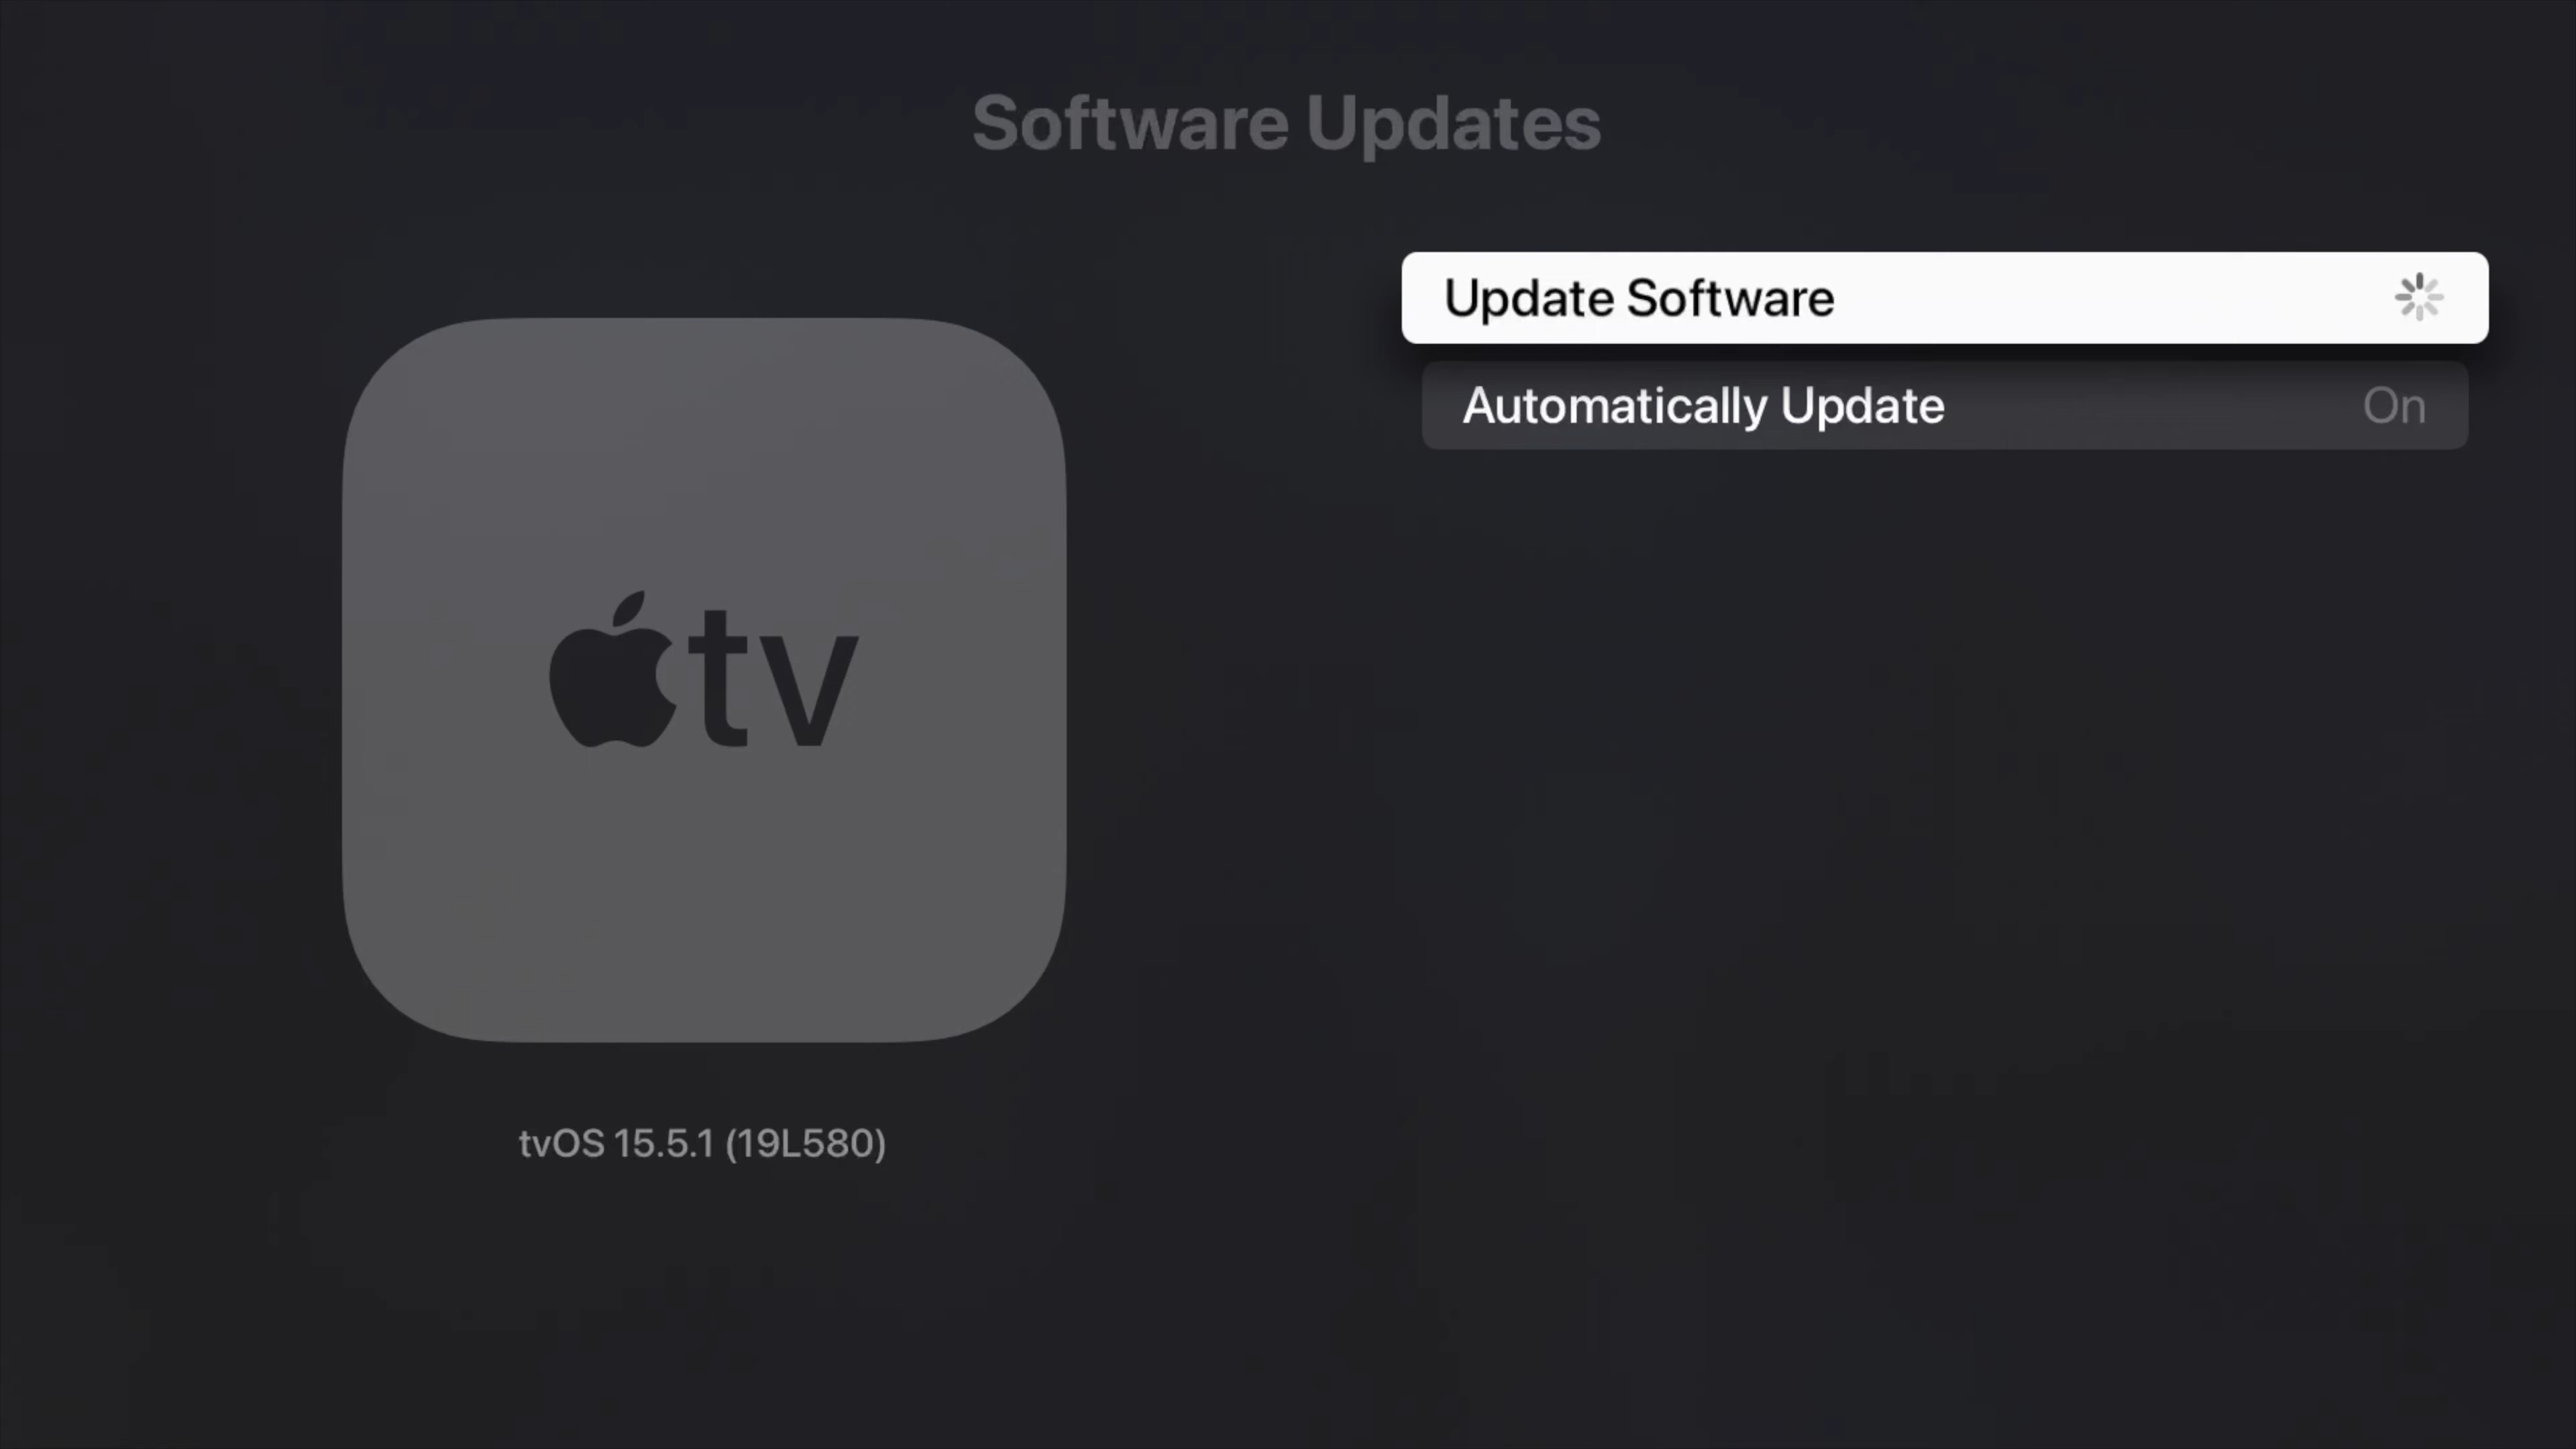 Software Updates
Update Software
Automatically Update On
tv
tvOS 15.5.1 (19L580)